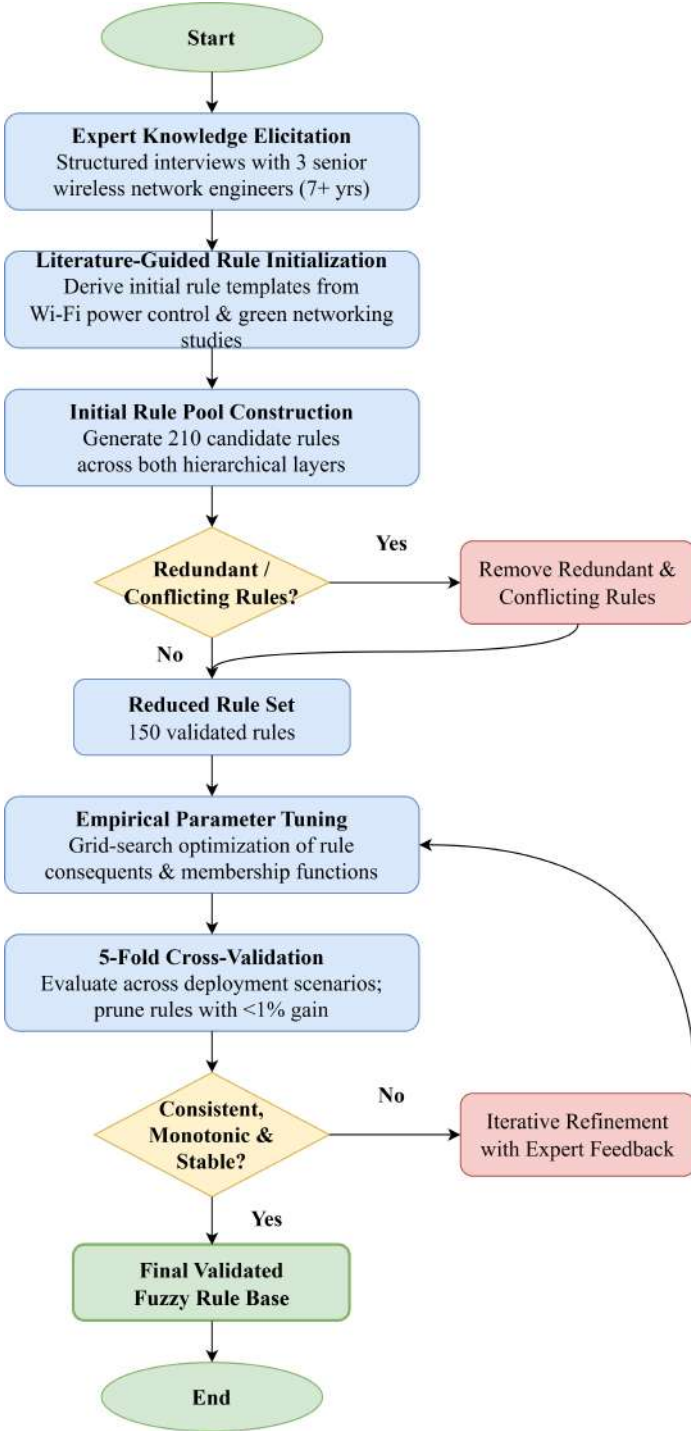 Start
Expert Knowledge Elicitation
Structured interviews with 3 senior
wireless network engineers (7+ yrs)
Literature-Guided Rule Initialization
Derive initial rule templates from
Wi-Fi power control & green networking
studies
Initial Rule Pool Construction
Generate 210 candidate rules
across both hierarchical layers
Redundant /
Conflicting Rules?
Yes
Remove Redundant &
Conflicting Rules
No
Reduced Rule Set
150 validated rules
Empirical Parameter Tuning
Grid-search optimization of rule
consequents & membership functions
5-Fold Cross-Validation
Evaluate across deployment scenarios;
prune rules with <1% gain
Consistent,
Monotonic &
Stable?
No
Iterative Refinement
with Expert Feedback
Yes
Final Validated
Fuzzy Rule Base
End